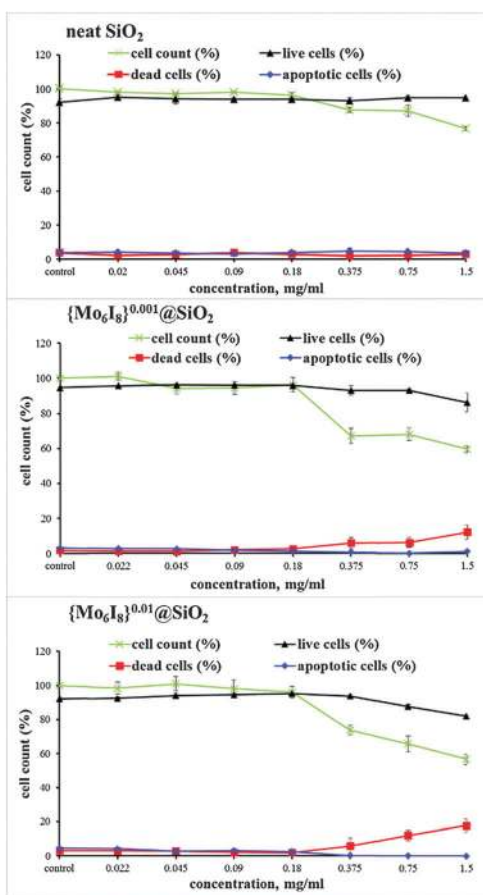 neat SiO₂
cell count (%) live cells (%)
dead cells (%) apoptotic cells (%)
cell count (%)
120
100
80
60
40
20
0
control 0.02 0.045 0.09 0.18 0.375 0.75 1.5
concentration, mg/ml
{Mo₆I₈}⁰·⁰⁰¹@SiO₂
cell count (%) live cells (%)
dead cells (%) apoptotic cells (%)
cell count (%)
120
100
80
60
40
20
0
control 0.022 0.045 0.09 0.18 0.375 0.75 1.5
concentration, mg/ml
{Mo₆I₈}⁰·⁰¹@SiO₂
cell count (%) live cells (%)
dead cells (%) apoptotic cells (%)
cell count (%)
120
100
80
60
40
20
0
control 0.022 0.045 0.09 0.18 0.375 0.75 1.5
concentration, mg/ml